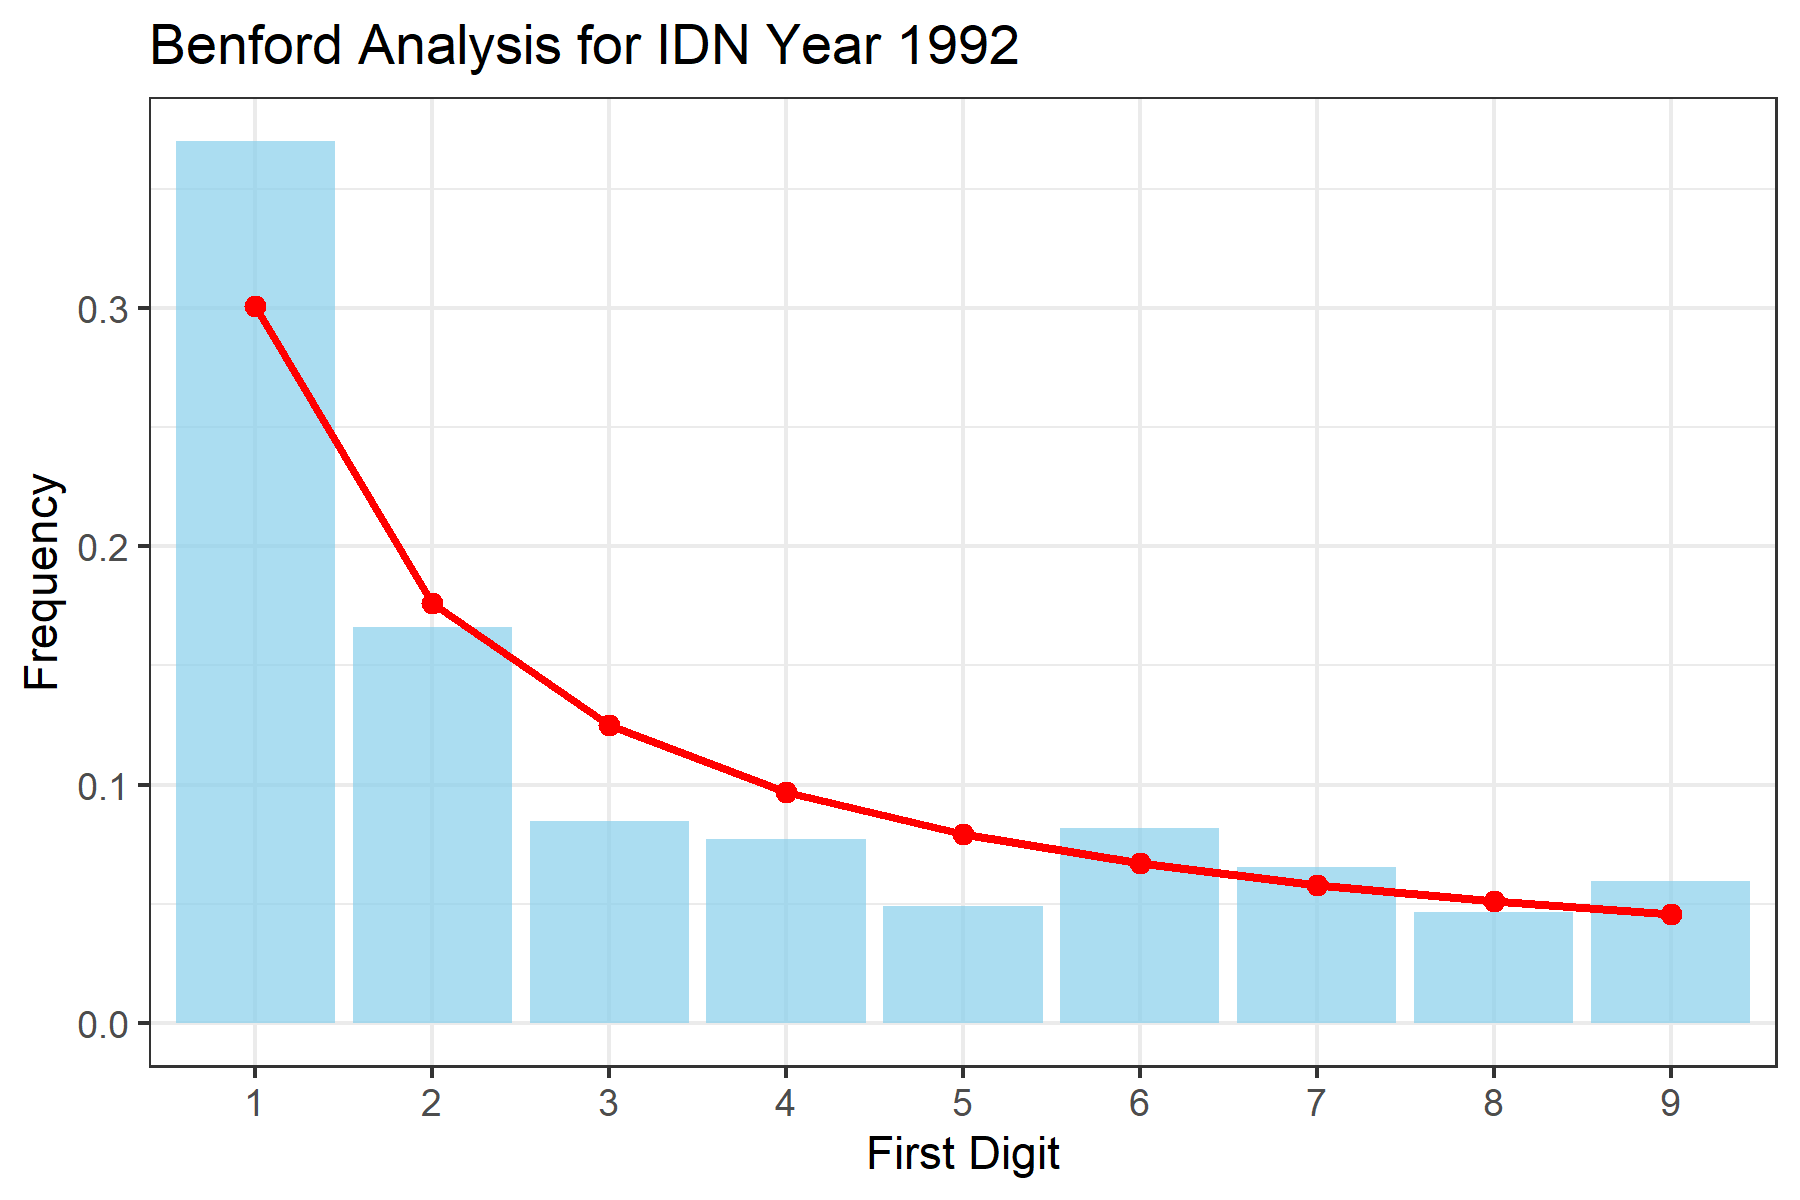 Benford Analysis for IDN Year 1992
Frequency
0.3
0.2
0.1
0.0
1 2 3 4 5 6 7 8 9
First Digit